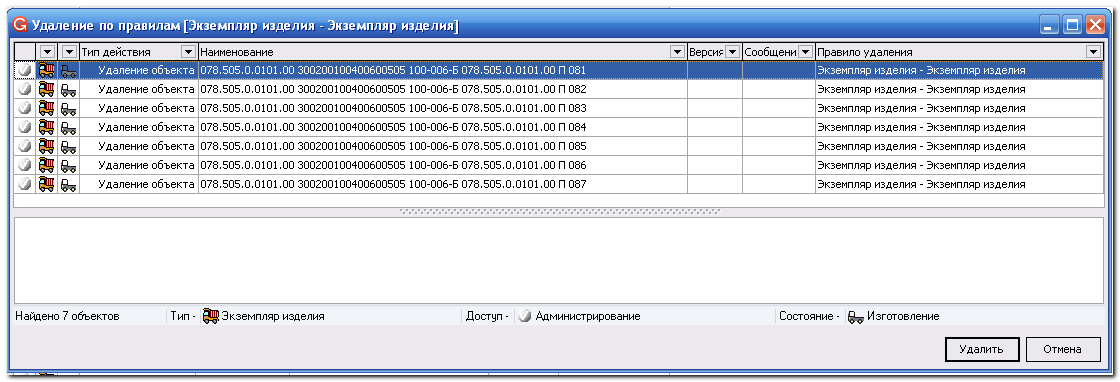 G Удаление по правилам [Экземпляр изделия - Экземпляр изделия]
Тип действия Наименование Версия Сообщени Правило удаления
Удаление объекта 078.505.0.0101.00 300200100400600505 100-006-Б 078.505.0.0101.00 П 081 Экземпляр изделия - Экземпляр изделия
Удаление объекта 078.505.0.0101.00 300200100400600505 100-006-Б 078.505.0.0101.00 П 082 Экземпляр изделия - Экземпляр изделия
Удаление объекта 078.505.0.0101.00 300200100400600505 100-006-Б 078.505.0.0101.00 П 083 Экземпляр изделия - Экземпляр изделия
Удаление объекта 078.505.0.0101.00 300200100400600505 100-006-Б 078.505.0.0101.00 П 084 Экземпляр изделия - Экземпляр изделия
Удаление объекта 078.505.0.0101.00 300200100400600505 100-006-Б 078.505.0.0101.00 П 085 Экземпляр изделия - Экземпляр изделия
Удаление объекта 078.505.0.0101.00 300200100400600505 100-006-Б 078.505.0.0101.00 П 086 Экземпляр изделия - Экземпляр изделия
Удаление объекта 078.505.0.0101.00 300200100400600505 100-006-Б 078.505.0.0101.00 П 087 Экземпляр изделия - Экземпляр изделия
Найдено 7 объектов Тип - Экземпляр изделия Доступ - Администрирование Состояние - Изготовление
Удалить Отмена